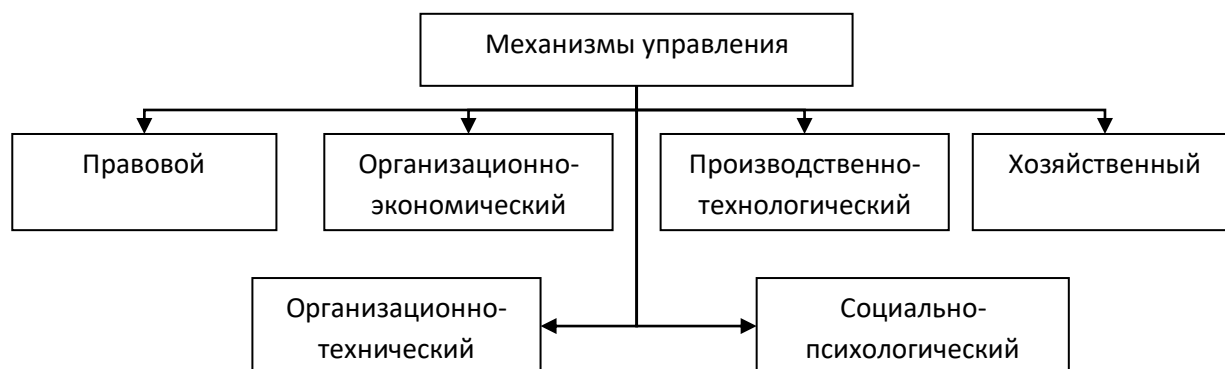 Механизмы управления
Правовой
Организационно-
экономический
Производственно-
технологический
Хозяйственный
Организационно-
технический
Социально-
психологический